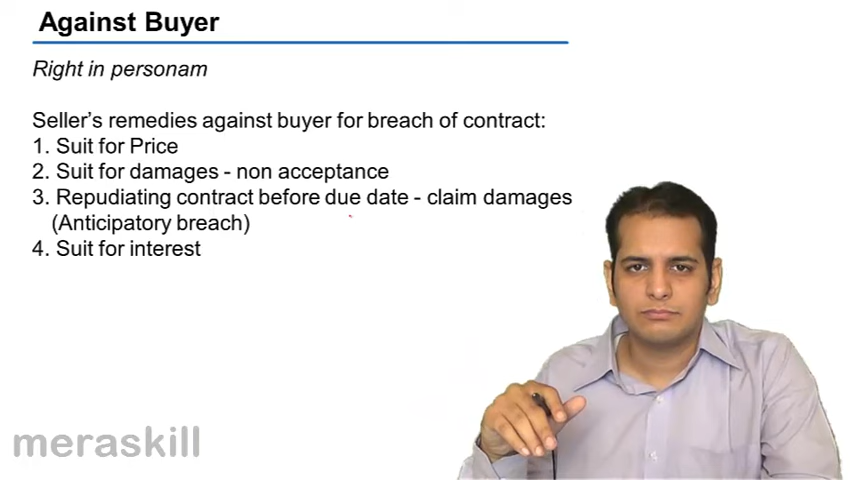 Against Buyer
Right in personam
Seller's remedies against buyer for breach of contract:
1. Suit for Price
2. Suit for damages - non acceptance
3. Repudiating contract before due date - claim damages
(Anticipatory breach)
4. Suit for interest
meraskill